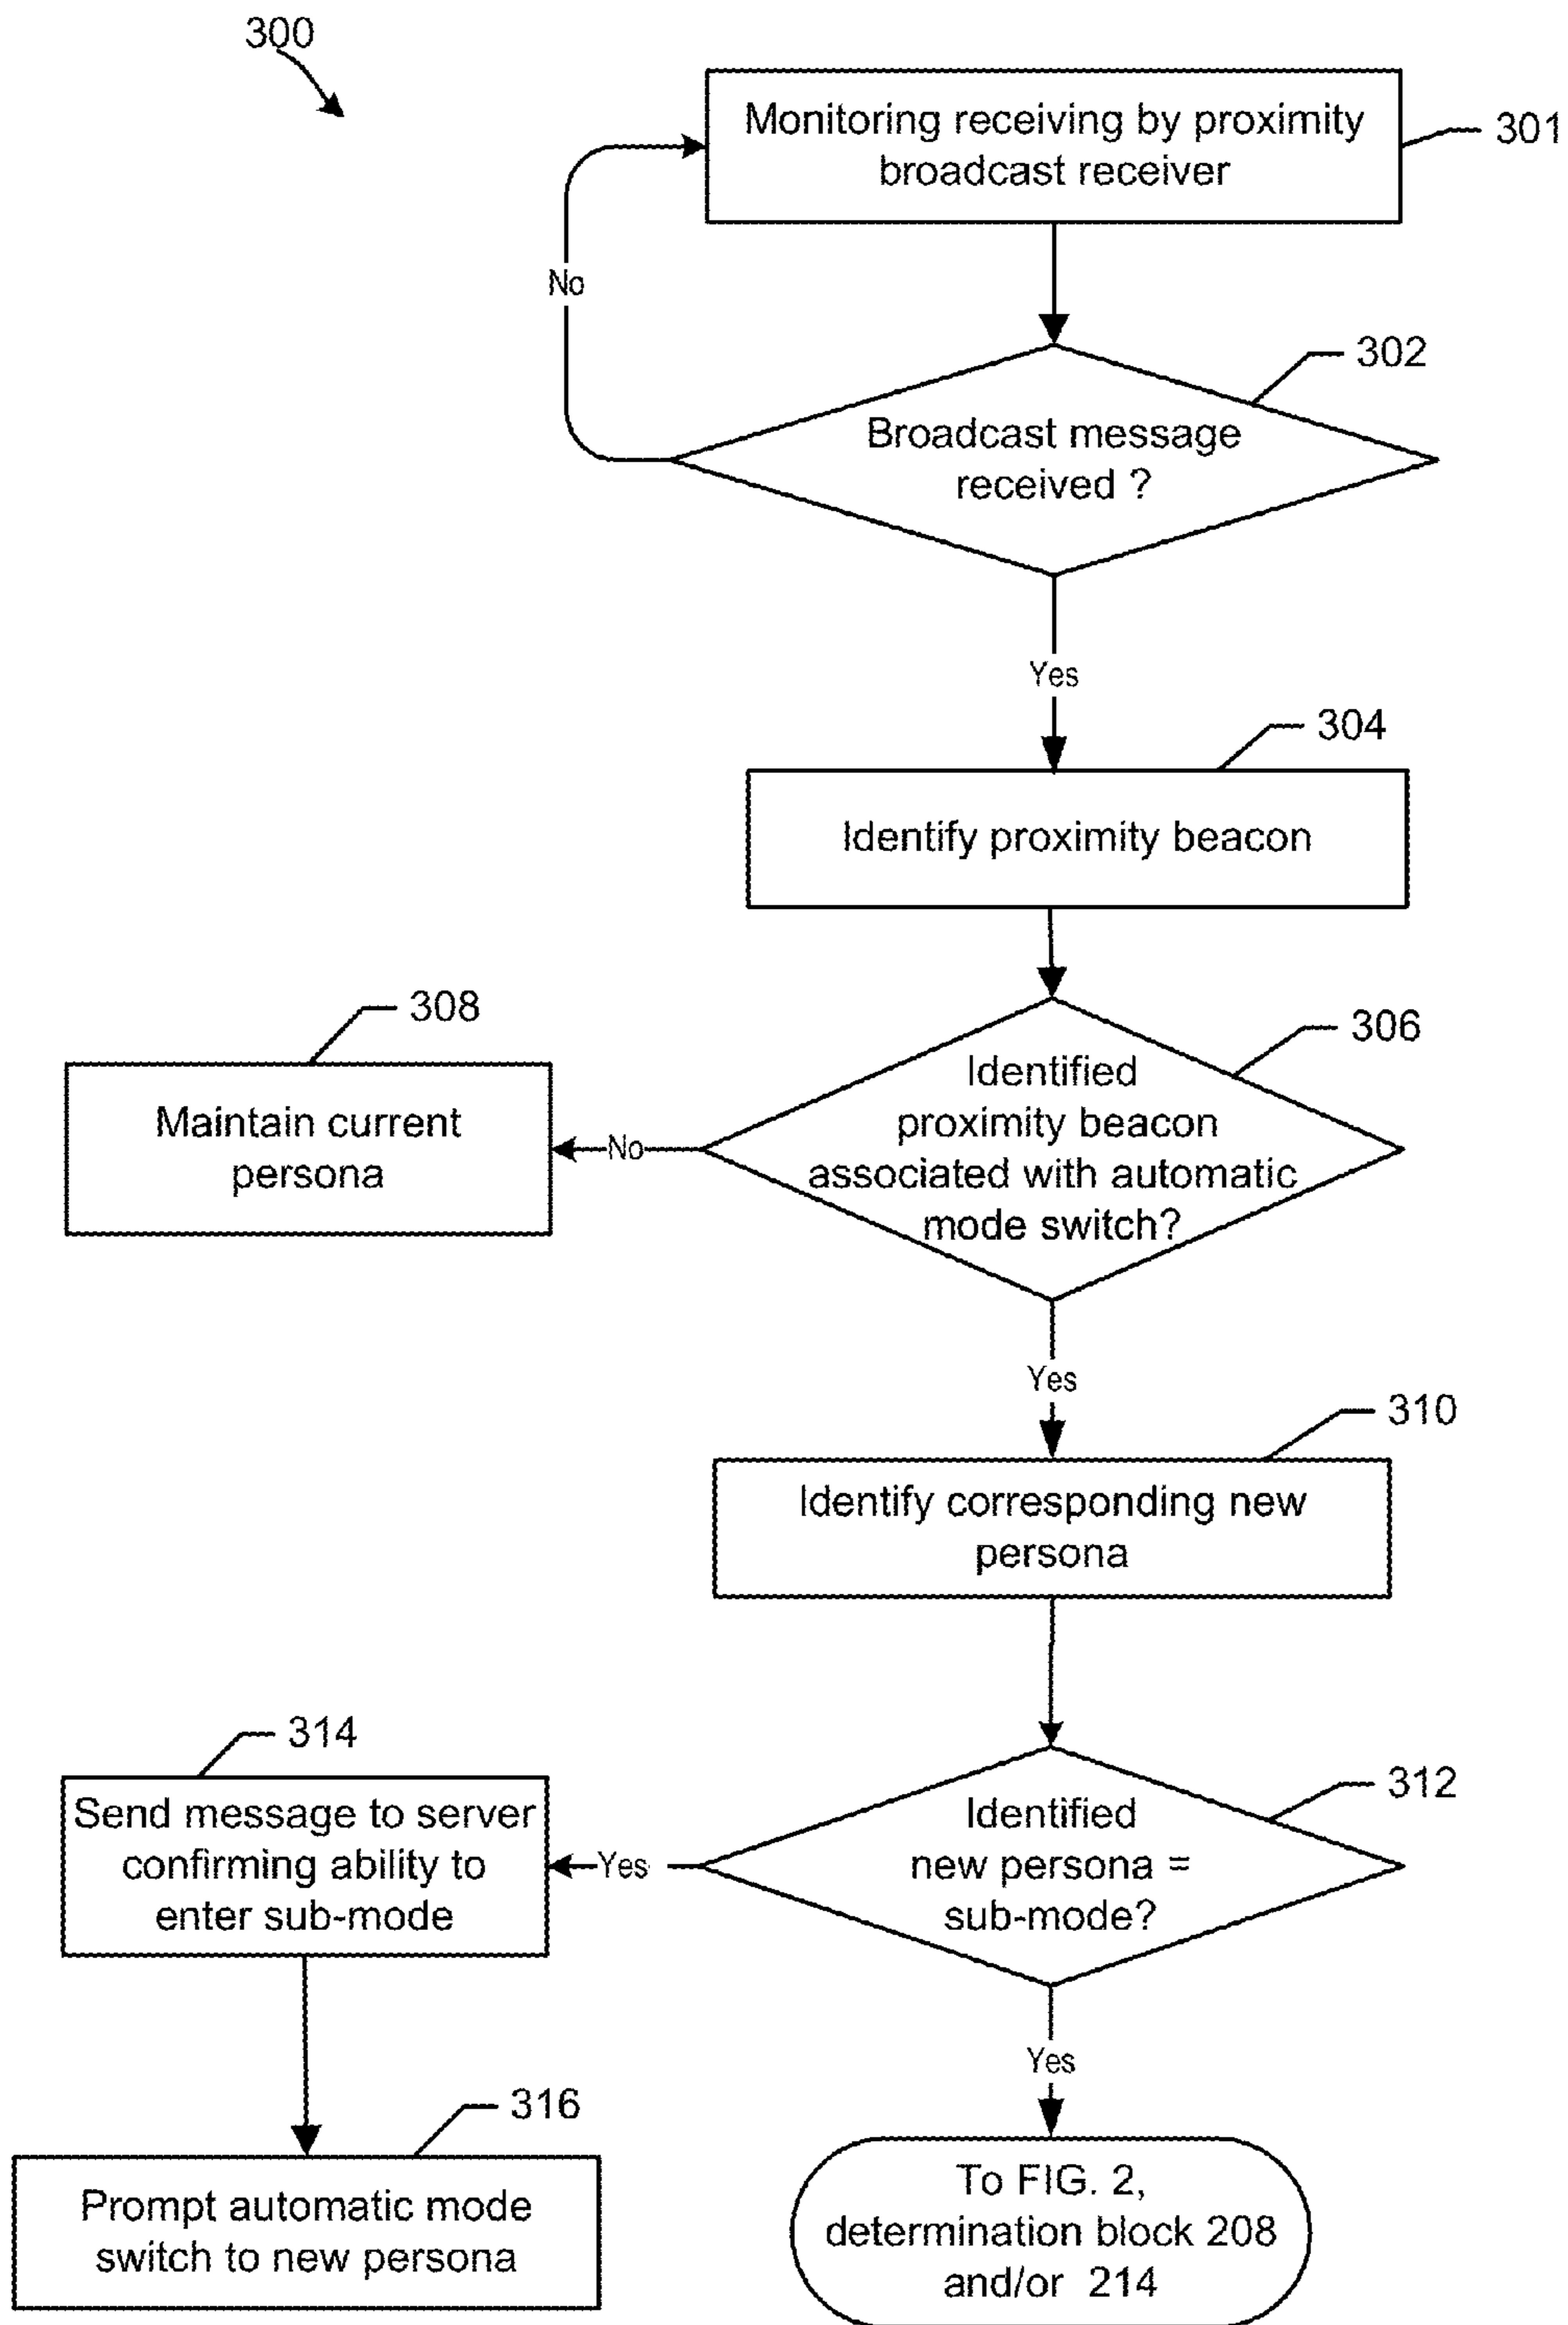 300
Monitoring receiving by proximity
broadcast receiver
301
No
302
Broadcast message
received ?
Yes
304
Identify proximity beacon
308
Maintain current
persona
306
Identified
proximity beacon
associated with automatic
mode switch?
No
Yes
310
Identify corresponding new
persona
314
Send message to server
confirming ability to
enter sub-mode
312
Identified
new persona =
sub-mode?
Yes
Yes
316
Prompt automatic mode
switch to new persona
To FIG. 2,
determination block 208
and/or 214